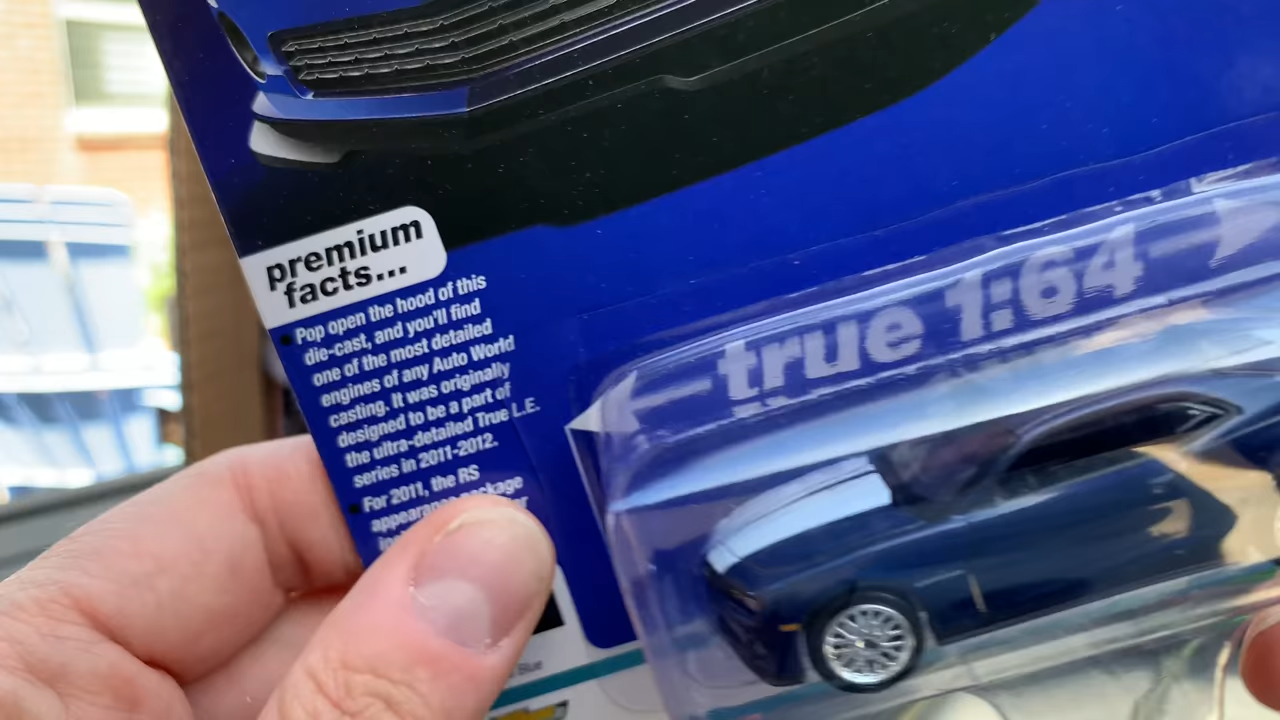 premium
facts...
• Pop open the hood of this
die-cast, and you'll find
one of the most detailed
engines of any Auto World
casting. It was originally
designed to be a part of
the ultra-detailed True L.E.
series in 2011-2012.
• For 2011, the RS
appearance package
true 1:64
Blue